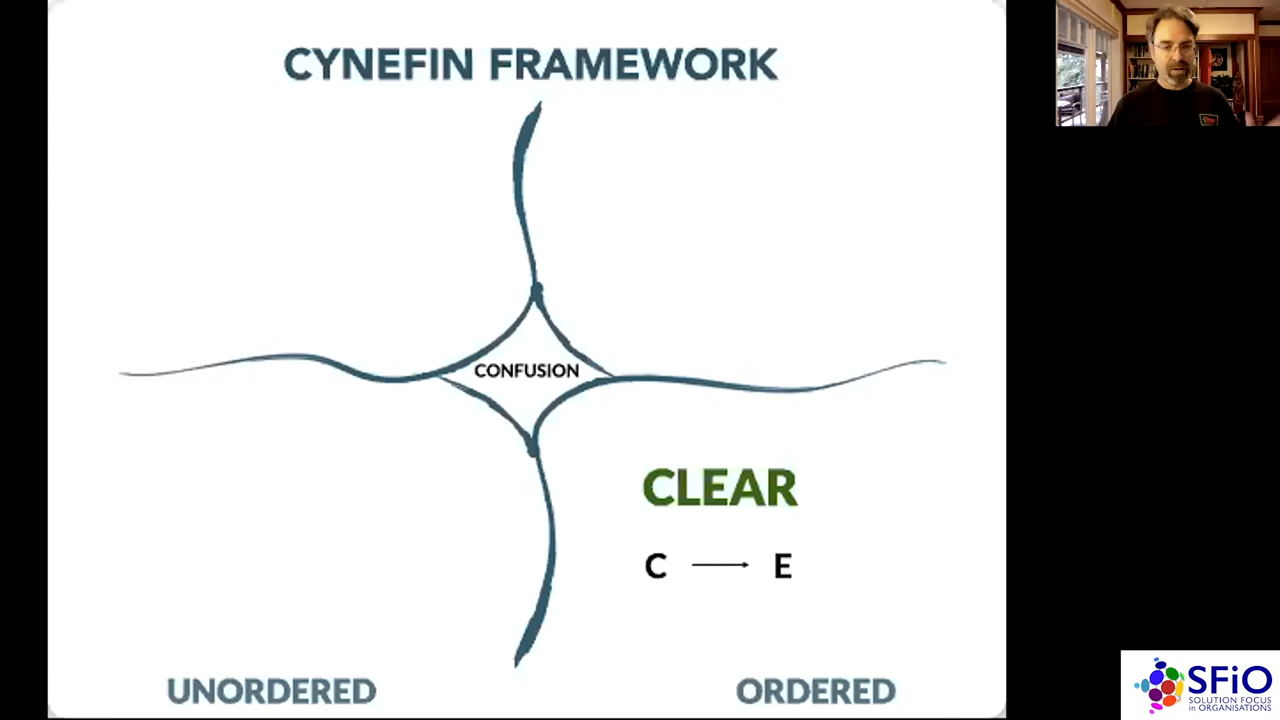 CYNEFIN FRAMEWORK
CONFUSION
CLEAR
C → E
UNORDERED
ORDERED
SFiO
SOLUTION FOCUS
in ORGANISATIONS